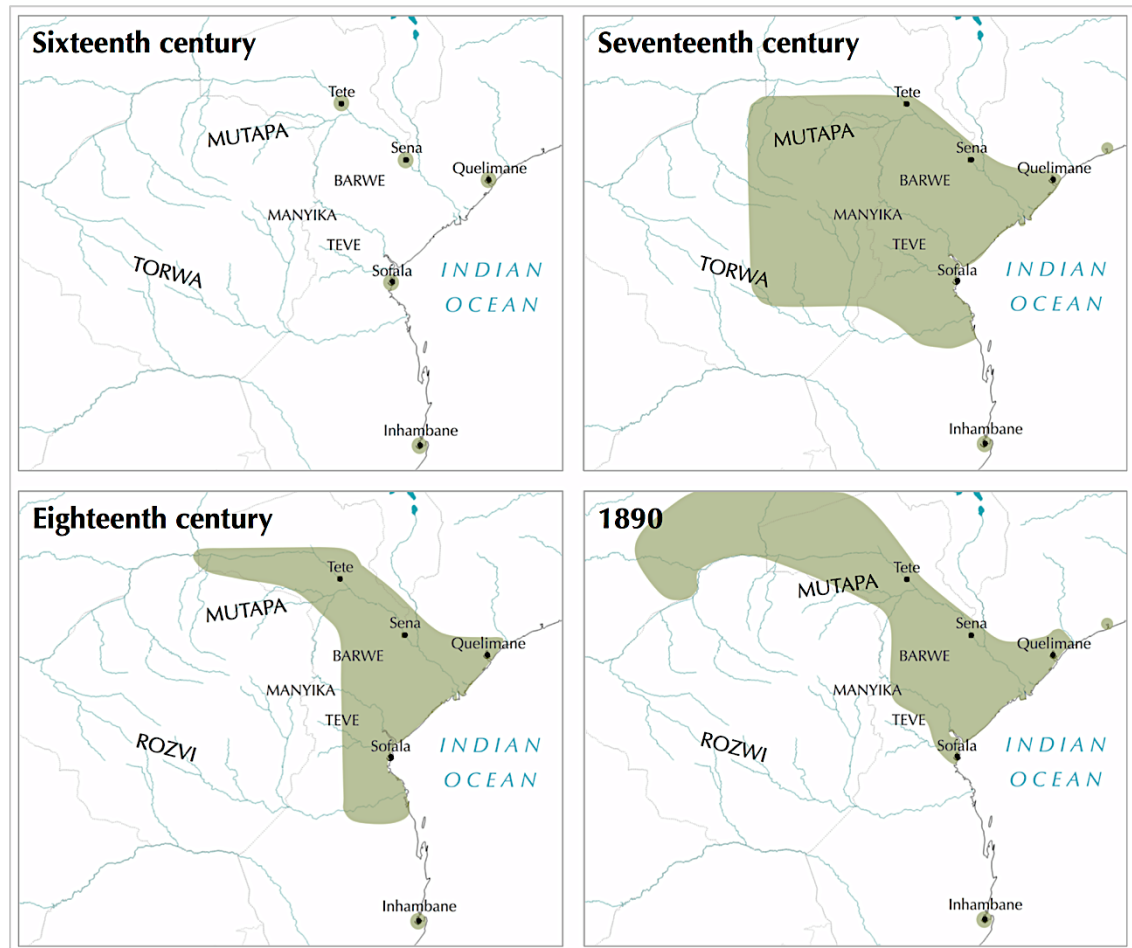 Sixteenth century
Tete
MUTAPA
Sena
Quelimane
BARWE
MANYIKA
TEVE
TORWA
Sofala
INDIAN
OCEAN
Inhambane
Seventeenth century
Tete
MUTAPA
Sena
Quelimane
BARWE
MANYIKA
TEVE
TORWA
Sofala
INDIAN
OCEAN
Inhambane
Eighteenth century
Tete
MUTAPA
Sena
Quelimane
BARWE
MANYIKA
TEVE
ROZVI
Sofala
INDIAN
OCEAN
Inhambane
1890
Tete
MUTAPA
Sena
Quelimane
BARWE
MANYIKA
TEVE
ROZWI
Sofala
INDIAN
OCEAN
Inhambane